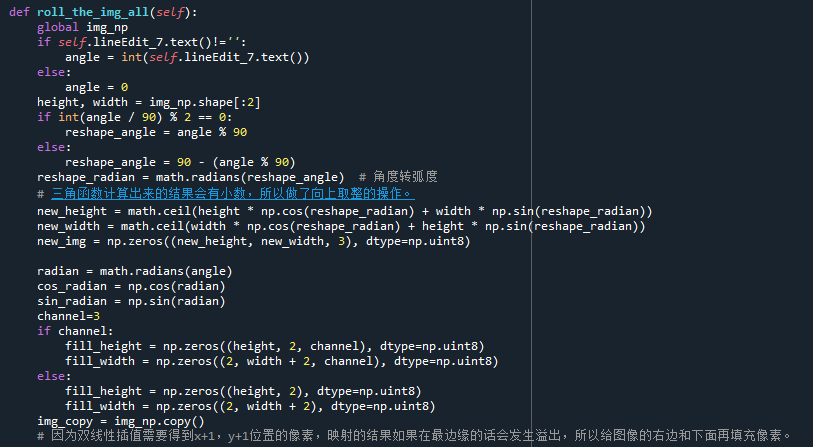 def roll_the_img_all(self):
    global img_np
    if self.lineEdit_7.text()!='':
        angle = int(self.lineEdit_7.text())
    else:
        angle = 0
    height, width = img_np.shape[:2]
    if int(angle / 90) % 2 == 0:
        reshape_angle = angle % 90
    else:
        reshape_angle = 90 - (angle % 90)
    reshape_radian = math.radians(reshape_angle)  # 角度转弧度
    # 三角函数计算出来的结果会有小数，所以做了向上取整的操作。
    new_height = math.ceil(height * np.cos(reshape_radian) + width * np.sin(reshape_radian))
    new_width = math.ceil(width * np.cos(reshape_radian) + height * np.sin(reshape_radian))
    new_img = np.zeros((new_height, new_width, 3), dtype=np.uint8)

    radian = math.radians(angle)
    cos_radian = np.cos(radian)
    sin_radian = np.sin(radian)
    channel=3
    if channel:
        fill_height = np.zeros((height, 2, channel), dtype=np.uint8)
        fill_width = np.zeros((2, width + 2, channel), dtype=np.uint8)
    else:
        fill_height = np.zeros((height, 2), dtype=np.uint8)
        fill_width = np.zeros((2, width + 2), dtype=np.uint8)
    img_copy = img_np.copy()
    # 因为双线性插值需要得到x+1，y+1位置的像素，映射的结果如果在最边缘的话会发生溢出，所以给图像的右边和下面再填充像素。